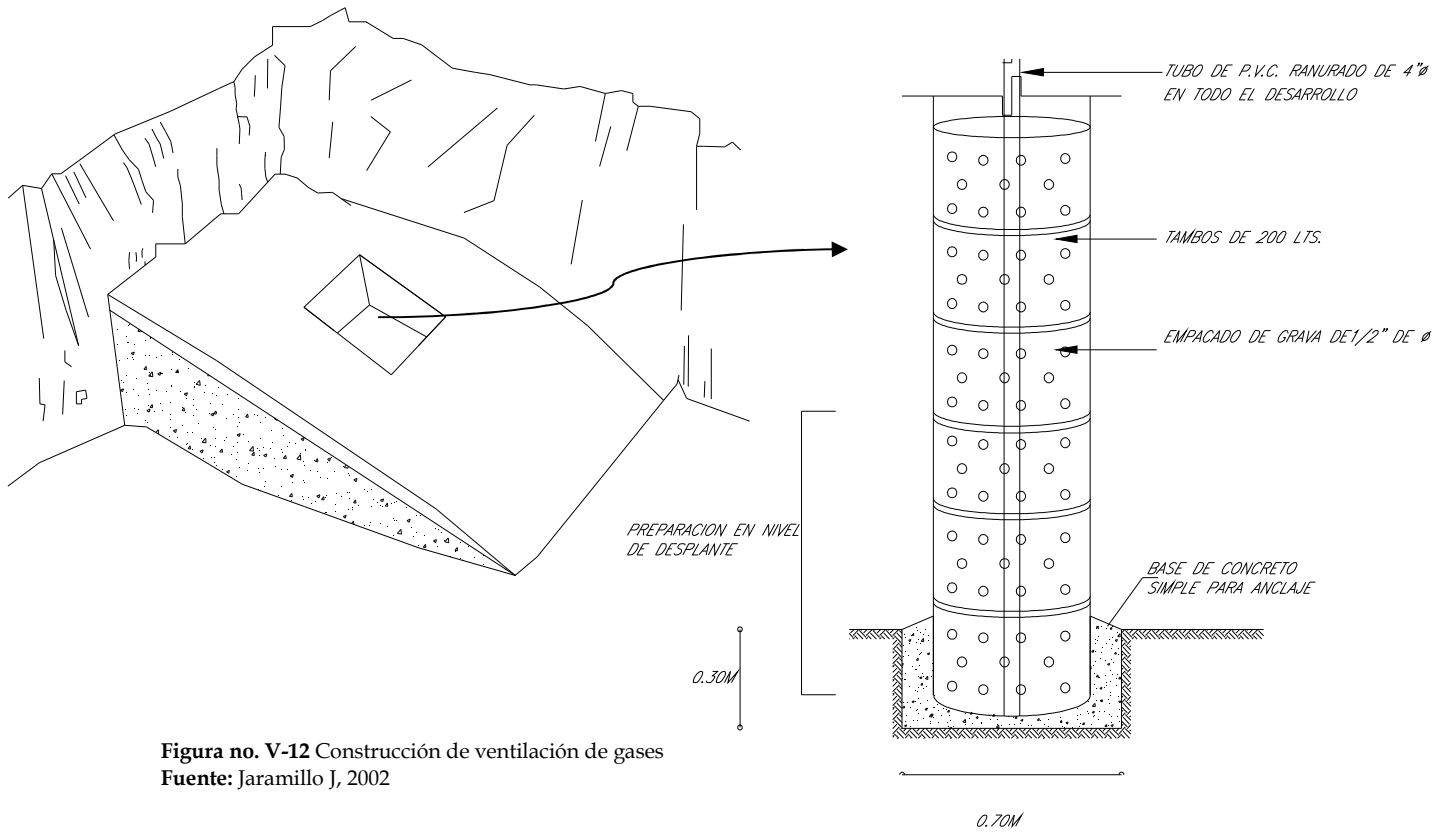 TUBO DE P.V.C. RANURADO DE 4"ø
EN TODO EL DESARROLLO
TAMBOS DE 200 LTS.
EMPACADO DE GRAVA DE1/2" DE ø
PREPARACION EN NIVEL
DE DESPLANTE
BASE DE CONCRETO
SIMPLE PARA ANCLAJE
0.30M
Figura no. V-12 Construcción de ventilación de gases
Fuente: Jaramillo J, 2002
0.70M